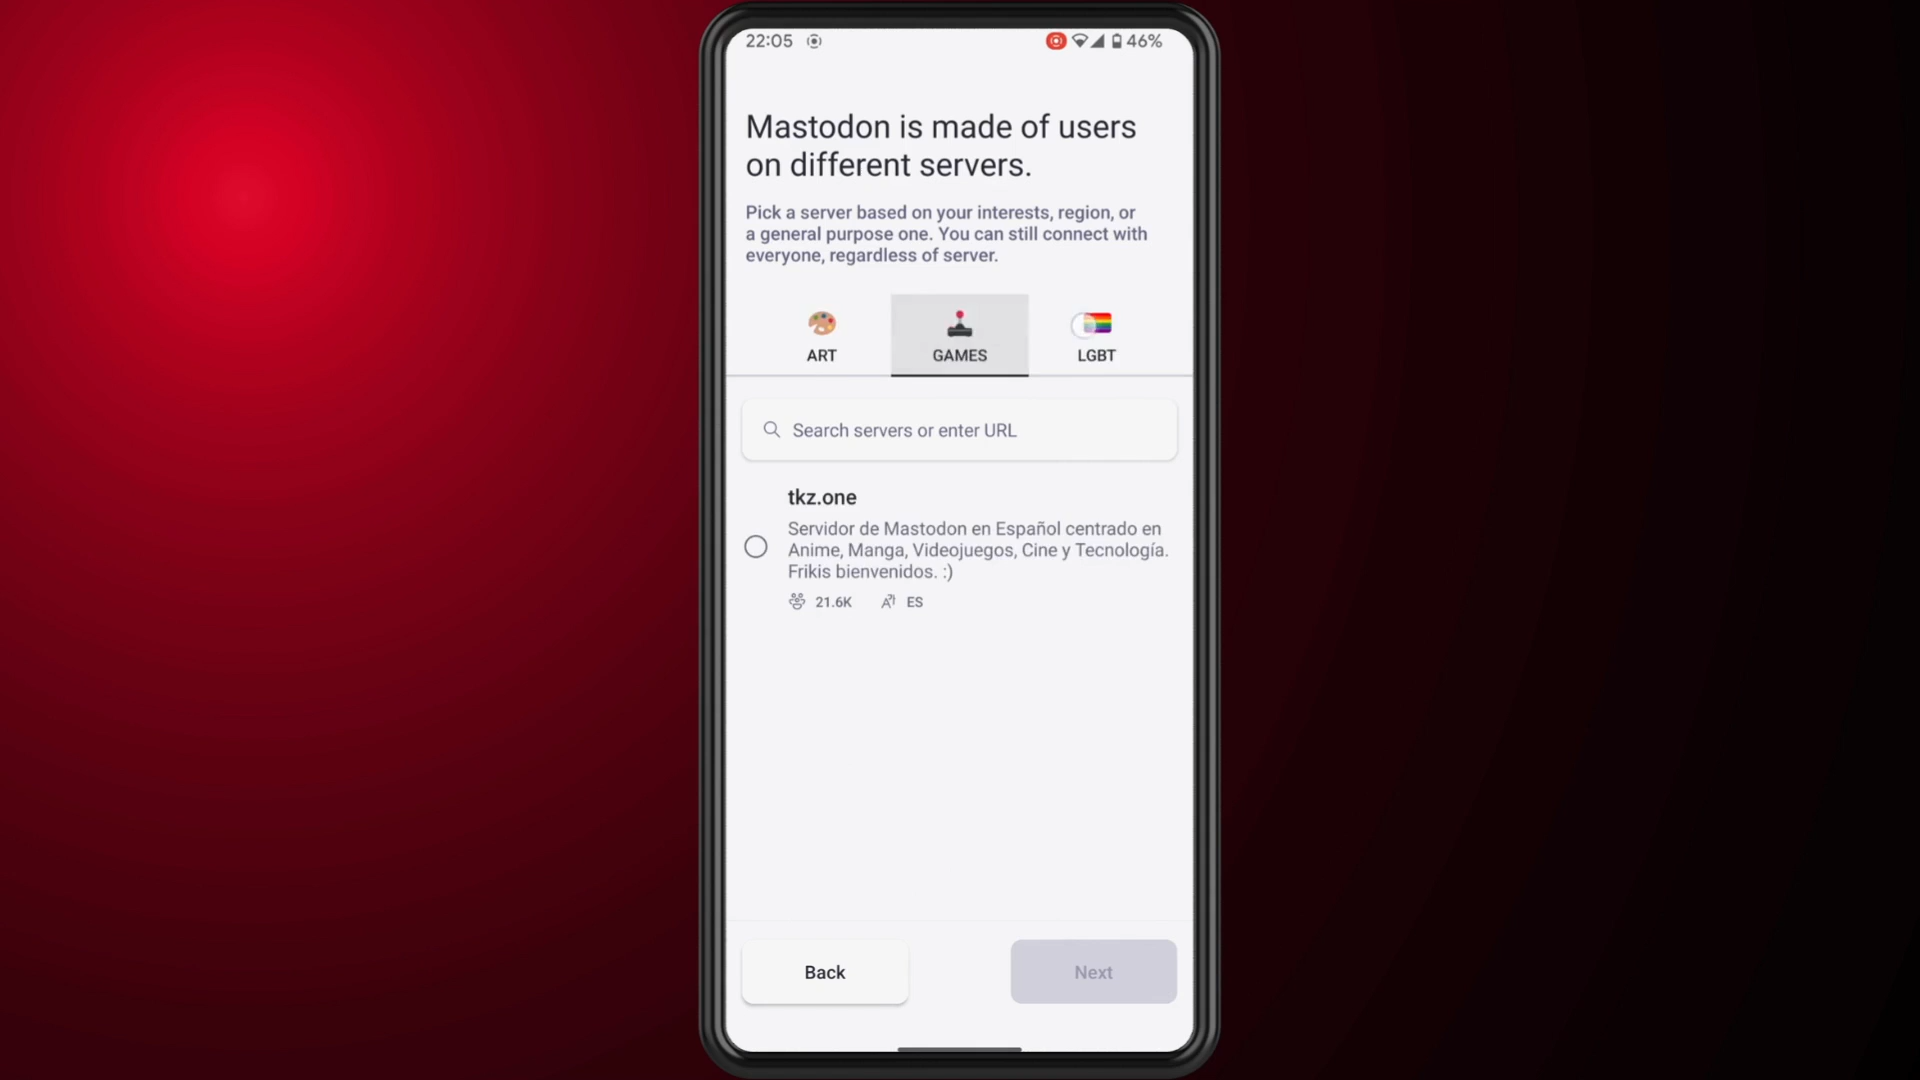 22:05 46%
Mastodon is made of users
on different servers.
Pick a server based on your interests, region, or
a general purpose one. You can still connect with
everyone, regardless of server.
ART GAMES LGBT
Search servers or enter URL
tkz.one
Servidor de Mastodon en Español centrado en
Anime, Manga, Videojuegos, Cine y Tecnología.
Frikis bienvenidos. :)
21.6K ES
Back Next